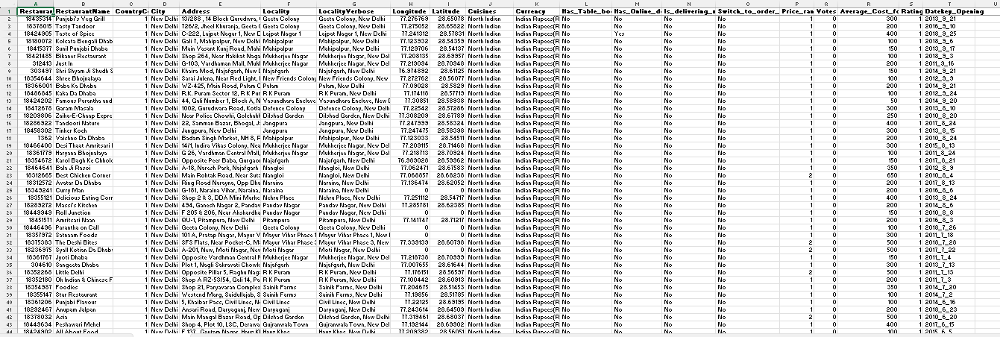 A B C D E F G H I J K L M N O P Q R S T U
1 Restauran RestaurantName CountryC City Address Locality LocalityVerbose Longitude Latitude Cuisines Currency Has_Table_bo Has_Online_d Is_delivering_ Switch_to_order_ Price_ran Votes Average_Cost_fo Rating Datekey_Opening
2 18435314 Punjabi's Veg Grill 1 New Delhi 13/288 , 14 Block Gurudwra, Geeta Colony Geeta Colony, New Delhi 77.276763 28.65078 North Indian Indian Rupees(R No No No No 1 0 300 1 2013_9_21
3 18378015 Tasty Tandoor 1 New Delhi 726/2, Jheel Khuranja, Geeta Geeta Colony Geeta Colony, New Delhi 77.275052 28.65822 North Indian Indian Rupees(R No No No No 1 0 200 1 2016_9_10
4 18424905 Taste of Spice 1 New Delhi C-222, Lajpat Nagar 1, New D Lajpat Nagar 1 Lajpat Nagar 1, New Delhi 77.241312 28.57831 North Indian Indian Rupees(R No Yes No No 1 0 400 1 2018_9_25
5 18180072 Kolcata Bengali Dhab 1 New Delhi Gali 7, Mahipalpur, New Delhi Mahipalpur Mahipalpur, New Delhi 77.123932 28.54359 North Indian Indian Rupees(R No No No No 1 0 100 1 2018_9_6
6 18415377 Sunil Punjabi Dhaba 1 New Delhi Main Vasant Kunj Road, Mahi Mahipalpur Mahipalpur, New Delhi 77.129706 28.54137 North Indian Indian Rupees(R No No No No 1 0 150 1 2013_9_17
7 18421485 Bikaner Restaurant 1 New Delhi Shop 264, Near Hakikat Naga Mukherjee Nagar Mukherjee Nagar, New Del 77.208135 28.69957 North Indian Indian Rupees(R No No No No 1 0 100 1 2018_9_3
8 312413 Just In 1 New Delhi G-103, Vardhaman Mall, Muk Mukherjee Nagar Mukherjee Nagar, New Del 77.219094 28.70948 North Indian Indian Rupees(R No No No No 1 0 200 1 2011_9_16
9 303497 Shri Shyam Ji Shudh S 1 New Delhi Khaira Mod, Najafgarh, New D Najafgarh Najafgarh, New Delhi 76.974892 28.61125 North Indian Indian Rupees(R No No No No 1 0 150 1 2014_9_21
10 18354644 Shree Bhojnalaya 1 New Delhi Sarai Julena, Near Red Light, New Friends Colony New Friends Colony, New 77.272762 28.56077 North Indian Indian Rupees(R No No No No 1 0 100 1 2012_9_9
11 18366001 Baba Ka Dhaba 1 New Delhi WZ-425, Main Road, Palam C Palam Palam, New Delhi 77.09028 28.5829 North Indian Indian Rupees(R No No No No 1 0 200 1 2014_9_21
12 18486845 Kaka Da Dhaba 1 New Delhi R.K. Puram Sector 12, R K Pur R K Puram R K Puram, New Delhi 77.174118 28.57719 North Indian Indian Rupees(R No No No No 1 0 100 1 2012_9_24
13 18424202 Famous Parantha and 1 New Delhi 44, Gali Number 1, Block A, N Vasundhara Enclave Vasundhara Enclave, New D 77.30851 28.58938 North Indian Indian Rupees(R No No No No 1 0 50 1 2014_9_20
14 18472678 Garam Masala 1 New Delhi 1002, Gurudwara Road, Kotla Defence Colony Defence Colony, New Delhi 77.22542 28.57286 North Indian Indian Rupees(R No No No No 1 0 300 1 2013_8_10
15 18209806 Zaika-E-Chaap Expre 1 New Delhi Near Police Chowki, Golchakk Dilshad Garden Dilshad Garden, New Delhi 77.308209 28.67789 North Indian Indian Rupees(R No No No No 1 0 250 1 2010_8_20
16 18286922 Tandoori Nature 1 New Delhi 22, Samman Bazar, Bhogal, J Jangpura Jangpura, New Delhi 77.247999 28.58324 North Indian Indian Rupees(R No No No No 1 0 400 1 2017_8_24
17 18458302 Tinker Koch 1 New Delhi Jangpura, New Delhi Jangpura Jangpura, New Delhi 77.247475 28.58398 North Indian Indian Rupees(R No No No No 1 0 300 1 2013_8_15
18 7362 Vaishno Da Dhaba 1 New Delhi Badam Singh Market, NH 8, Mahipalpur Mahipalpur, New Delhi 77.123033 28.54511 North Indian Indian Rupees(R No No No No 1 0 200 1 2010_8_24
19 18466400 Desi Thaat Amritsari 1 New Delhi 14/1, Indira Vikas Colony, Nea Mukherjee Nagar Mukherjee Nagar, New Del 77.209115 28.71468 North Indian Indian Rupees(R No No No No 1 0 300 1 2015_8_13
20 18361779 Haryana Bhojnalaya 1 New Delhi G 26, Vardhman Central Mall, Mukherjee Nagar Mukherjee Nagar, New Del 77.218713 28.70924 North Indian Indian Rupees(R No No No No 1 0 100 1 2011_8_24
21 18354672 Karol Bagh Ke Chhole 1 New Delhi Opposite Peer Baba, Gurgaon Najafgarh Najafgarh, New Delhi 76.989028 28.59962 North Indian Indian Rupees(R No No No No 1 0 150 1 2017_8_21
22 18464641 Bala Ji Rasoi 1 New Delhi A-18, Naresh Park, Najafgarh Nangloi Nangloi, New Delhi 77.062471 28.67583 North Indian Indian Rupees(R No No No No 1 0 350 1 2012_8_9
23 18312665 Best Chicken Corner 1 New Delhi Main Rohtak Road, Near Suta Nangloi Nangloi, New Delhi 77.068857 28.68238 North Indian Indian Rupees(R No No No No 2 0 650 1 2010_8_4
24 18312572 Avatar Da Dhaba 1 New Delhi Ring Road Narayna, Opp Dha Naraina Naraina, New Delhi 77.136474 28.62052 North Indian Indian Rupees(R No No No No 1 0 200 1 2017_8_13
25 18349241 Curry Man 1 New Delhi G-181, Naraina Vihar, Naraina, Naraina Naraina, New Delhi 0 0 North Indian Indian Rupees(R No No No No 1 0 200 1 2016_8_2
26 18355121 Delicious Eating Corr 1 New Delhi Shop 2 & 3, DDA Mini Marke Nehru Place Nehru Place, New Delhi 77.251112 28.54717 North Indian Indian Rupees(R No No No No 1 0 400 1 2013_8_24
27 18289272 Massi's Kitchen 1 New Delhi 494, Ganesh Nagar 2, Pandav Pandav Nagar Pandav Nagar, New Delhi 77.285781 28.62385 North Indian Indian Rupees(R No No No No 1 0 200 1 2014_8_6
28 18449949 Roll Junction 1 New Delhi F 205 & 206, Near Akshardha Pandav Nagar Pandav Nagar, New Delhi 0 0 North Indian Indian Rupees(R No No No No 1 0 150 1 2010_8_8
29 18451571 Amritsari Naan 1 New Delhi QU-1, Pitampura, New Delhi Pitampura Pitampura, New Delhi 77.141747 28.71217 North Indian Indian Rupees(R No No No No 1 0 200 1 2016_8_3
30 18446436 Parantha on Call 1 New Delhi Geeta Colony, New Delhi Geeta Colony Geeta Colony, New Delhi 0 0 North Indian Indian Rupees(R No No No No 1 0 100 1 2018_7_26
31 18357972 Satnaam Foods 1 New Delhi 101 A, Pratap Nagar, Mayur V Mayur Vihar Phase 1 Mayur Vihar Phase 1, New 0 0 North Indian Indian Rupees(R No No No No 1 0 300 1 2011_7_18
32 18375383 The Deshi Bites 1 New Delhi SFS Flats, Near Pocket-C, M Mayur Vihar Phase Mayur Vihar Phase 3, New 77.333139 28.60798 North Indian Indian Rupees(R No No No No 2 0 500 1 2018_7_28
33 18236975 Syall Kotian Da Dhab 1 New Delhi A-201, New, Moti Nagar, New Moti Nagar Moti Nagar, New Delhi 0 0 North Indian Indian Rupees(R No No No No 2 0 500 1 2017_7_22
34 18361767 Jyoti Dhaba 1 New Delhi Opposite Vardhman Central M Mukherjee Nagar Mukherjee Nagar, New Del 77.218738 28.70999 North Indian Indian Rupees(R No No No No 1 0 150 1 2011_7_4
35 304610 Sangeeta Dhaba 1 New Delhi Plot 1, Nagli Sakravati Chowk Najafgarh Najafgarh, New Delhi 77.007655 28.61644 North Indian Indian Rupees(R No No No No 1 0 300 1 2013_7_13
36 18352268 Little Delhi 1 New Delhi Opposite Pillar 5, Raghu Naga R K Puram R K Puram, New Delhi 77.176151 28.56597 North Indian Indian Rupees(R No No No No 2 0 500 1 2011_7_13
37 18352180 Ok Indian & Chinese F 1 New Delhi Shop A RZ-53/54, Gali 14, Pa R K Puram R K Puram, New Delhi 77.100442 28.60913 North Indian Indian Rupees(R No No No No 1 0 200 1 2011_7_3
38 18354987 Foodies 1 New Delhi Shop 21, Paryavaran Complex Sainik Farms Sainik Farms, New Delhi 77.204675 28.51453 North Indian Indian Rupees(R No No No No 1 0 350 1 2014_7_20
39 18355147 Star Restaurant 1 New Delhi Westend Marg, Saidullajab, S Sainik Farms Sainik Farms, New Delhi 77.19856 28.51785 North Indian Indian Rupees(R No No No No 1 0 100 1 2014_7_2
40 18361206 Punjabi Flavour 1 New Delhi 5, Khaibar Pass, Civil Lines, N Civil Lines Civil Lines, New Delhi 77.22125 28.69195 North Indian Indian Rupees(R No No No No 1 0 100 1 2014_6_16
41 18292467 Anupam Jalpan 1 New Delhi Ansari Road, Daryaganj, New Daryaganj Daryaganj, New Delhi 77.243614 28.64509 North Indian Indian Rupees(R No No No No 1 0 200 1 2018_6_23
42 18378032 Asia 1 New Delhi Main Mangal Bazar Road, Op Dilshad Garden Dilshad Garden, New Delhi 77.319461 28.68037 North Indian Indian Rupees(R No No No No 2 0 500 1 2010_6_20
43 18449634 Peshawari Mehel 1 New Delhi Shop 4, Plot 10, LSC, Derawa Gujranwala Town Gujranwala Town, New Del 77.192144 28.69902 North Indian Indian Rupees(R No No No No 1 0 400 1 2017_6_15
44 18424902 All About Food 1 New Delhi F 137, Gautam Nagar, Hauz K Hauz Khas Hauz Khas, New Delhi 77.209382 28.56051 North Indian Indian Rupees(R No No No No 1 0 100 1 2015_6_5